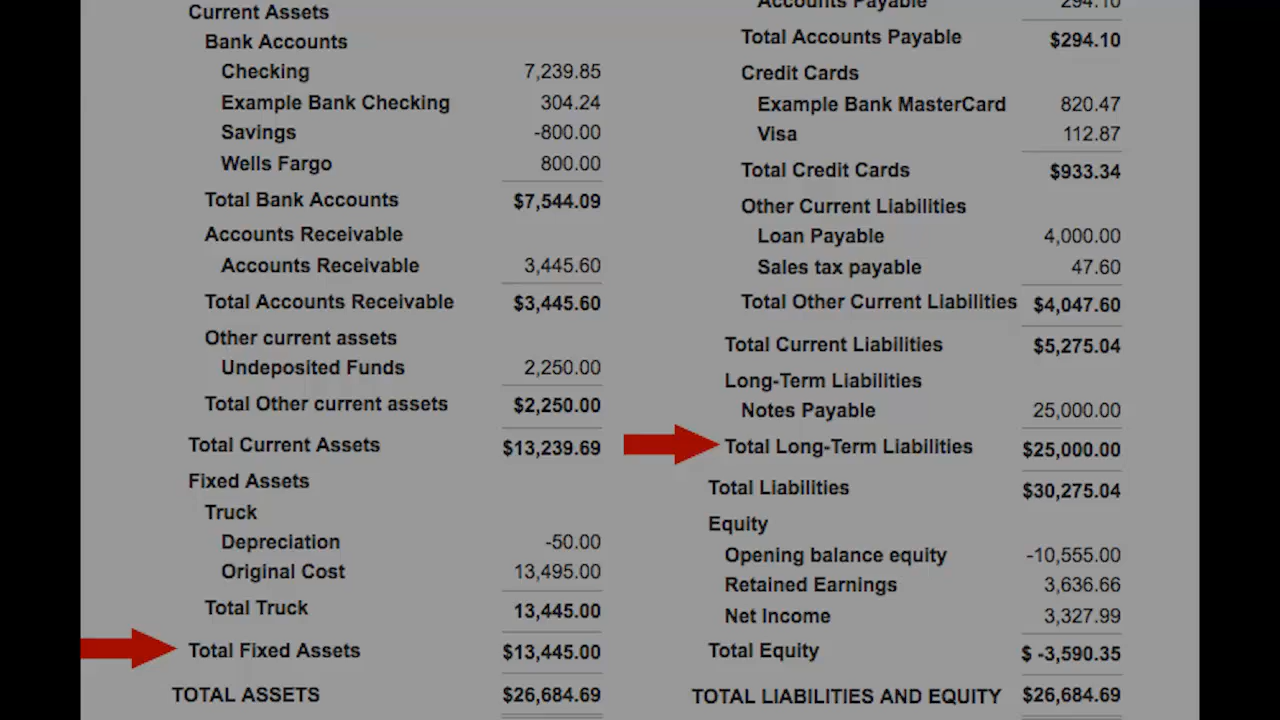 Current Assets
Bank Accounts
Checking 7,239.85
Example Bank Checking 304.24
Savings -800.00
Wells Fargo 800.00
Total Bank Accounts $7,544.09
Accounts Receivable
Accounts Receivable 3,445.60
Total Accounts Receivable $3,445.60
Other current assets
Undeposited Funds 2,250.00
Total Other current assets $2,250.00
Total Current Assets $13,239.69
Fixed Assets
Truck
Depreciation -50.00
Original Cost 13,495.00
Total Truck 13,445.00
Total Fixed Assets $13,445.00
TOTAL ASSETS $26,684.69
Accounts Payable 294.10
Total Accounts Payable $294.10
Credit Cards
Example Bank MasterCard 820.47
Visa 112.87
Total Credit Cards $933.34
Other Current Liabilities
Loan Payable 4,000.00
Sales tax payable 47.60
Total Other Current Liabilities $4,047.60
Total Current Liabilities $5,275.04
Long-Term Liabilities
Notes Payable 25,000.00
Total Long-Term Liabilities $25,000.00
Total Liabilities $30,275.04
Equity
Opening balance equity -10,555.00
Retained Earnings 3,636.66
Net Income 3,327.99
Total Equity $ -3,590.35
TOTAL LIABILITIES AND EQUITY $26,684.69